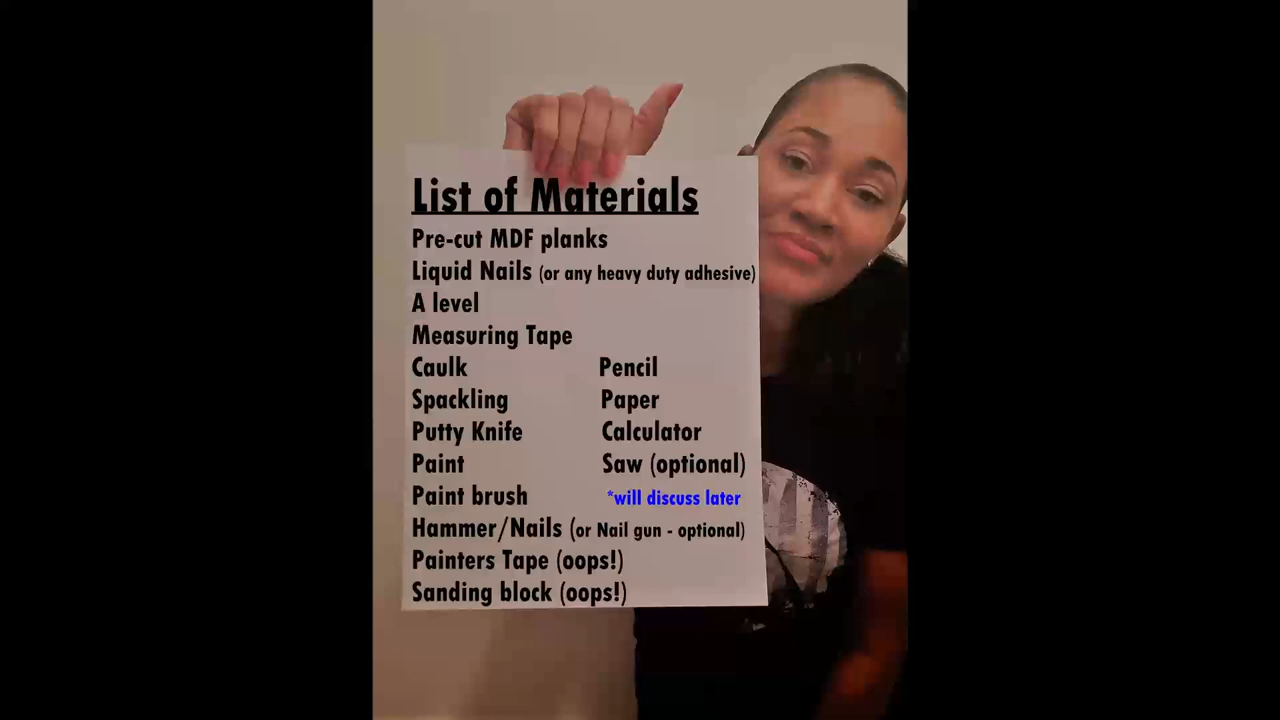 List of Materials
Pre-cut MDF planks
Liquid Nails (or any heavy duty adhesive)
A level
Measuring Tape
Caulk
Spackling
Putty Knife
Paint
Paint brush
Pencil
Paper
Calculator
Saw (optional)
*will discuss later
Hammer/Nails (or Nail gun - optional)
Painters Tape (oops!)
Sanding block (oops!)